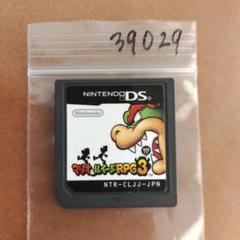 39029
NINTENDO DS
Nintendo
マリオ&ルイージRPG3!!!
NTR-CLJJ-JPN